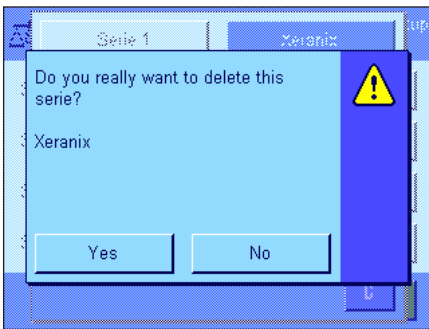 Serie 1
Xeranix
Do you really want to delete this
serie?
Xeranix
Yes
No
C